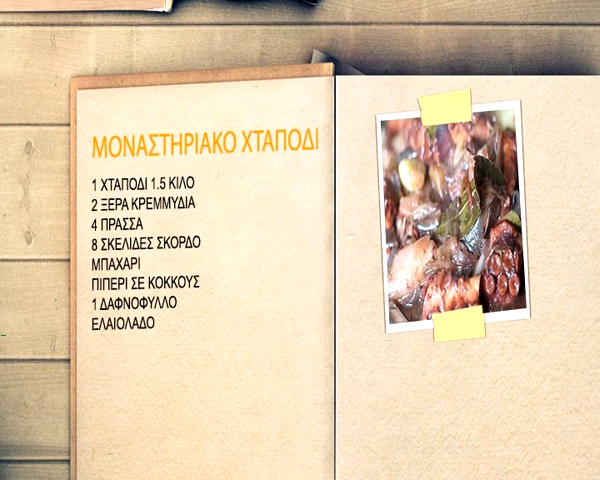 ΜΟΝΑΣΤΗΡΙΑΚΟ ΧΤΑΠΟΔΙ
1 ΧΤΑΠΟΔΙ 1.5 ΚΙΛΟ
2 ΞΕΡΑ ΚΡΕΜΜΥΔΙΑ
4 ΠΡΑΣΣΑ
8 ΣΚΕΛΙΔΕΣ ΣΚΟΡΔΟ
ΜΠΑΧΑΡΙ
ΠΙΠΕΡΙ ΣΕ ΚΟΚΚΟΥΣ
1 ΔΑΦΝΟΦΥΛΛΟ
ΕΛΑΙΟΛΑΔΟ